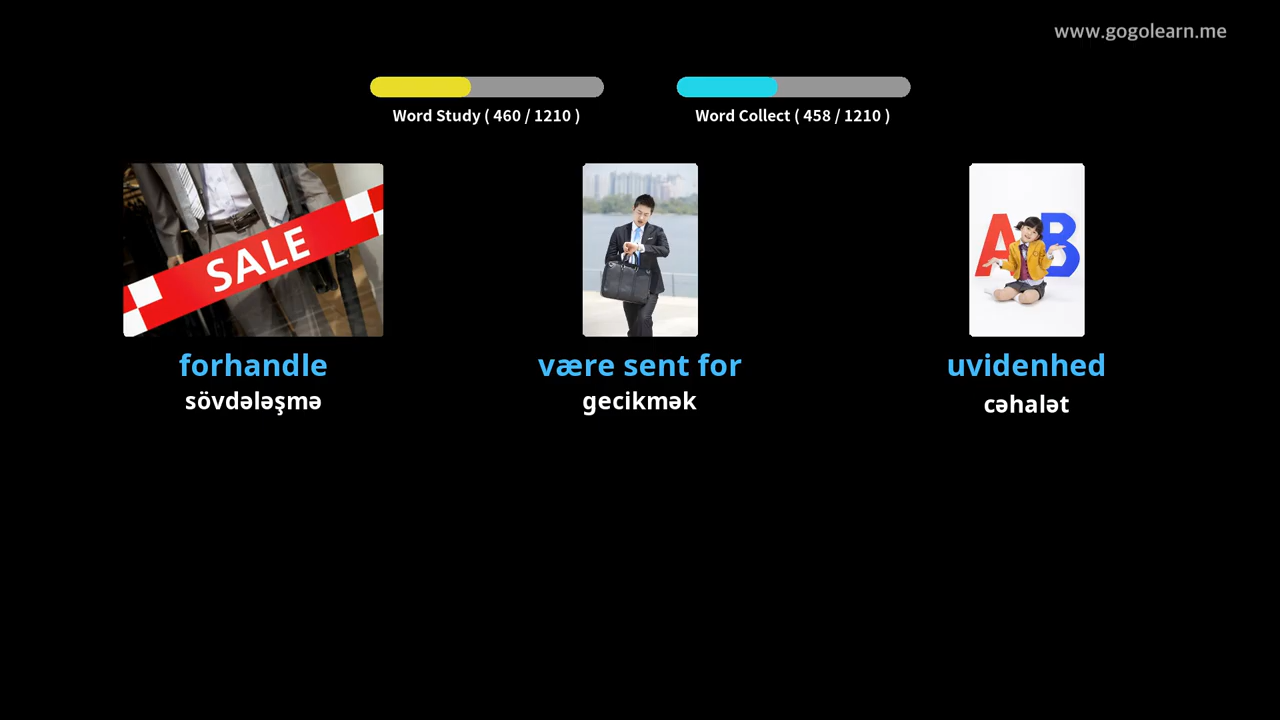 www.gogolearn.me
Word Study ( 460 / 1210 )
Word Collect ( 458 / 1210 )
SALE
A B
forhandle
være sent for
uvidenhed
sövdələşmə
gecikmək
cəhalət